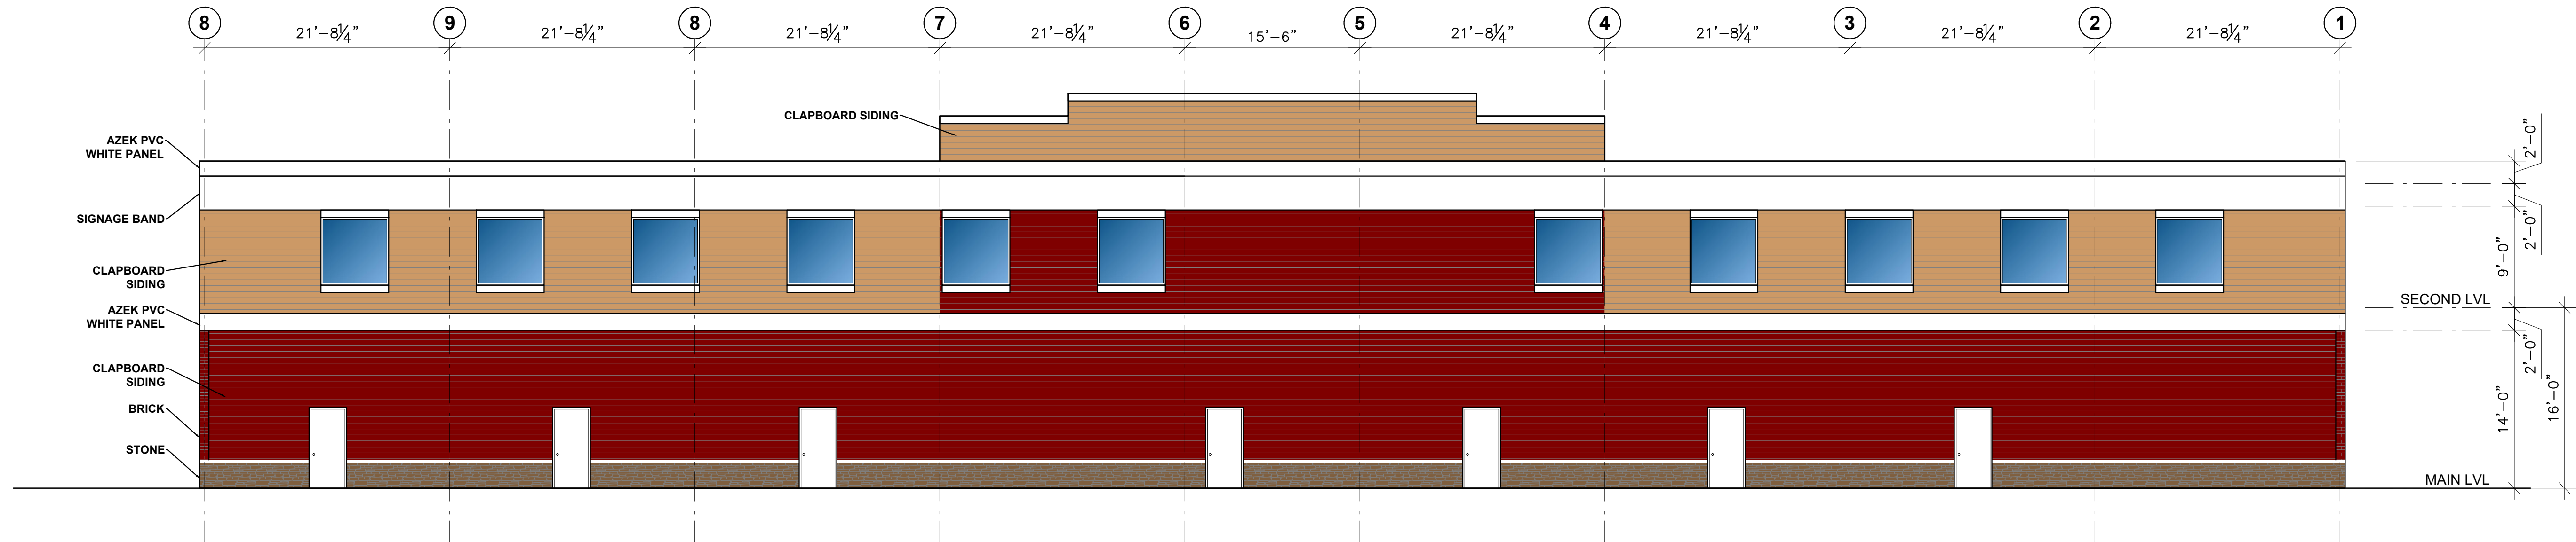 8 9 8 7 6 5 4 3 2 1
21'-8¼" 21'-8¼" 21'-8¼" 21'-8¼" 15'-6" 21'-8¼" 21'-8¼" 21'-8¼" 21'-8¼"
CLAPBOARD SIDING
AZEK PVC
WHITE PANEL
SIGNAGE BAND
CLAPBOARD
SIDING
AZEK PVC
WHITE PANEL
CLAPBOARD
SIDING
BRICK
STONE
2'-0"
2'-0"
9'-0"
SECOND LVL
2'-0"
14'-0"
16'-0"
MAIN LVL